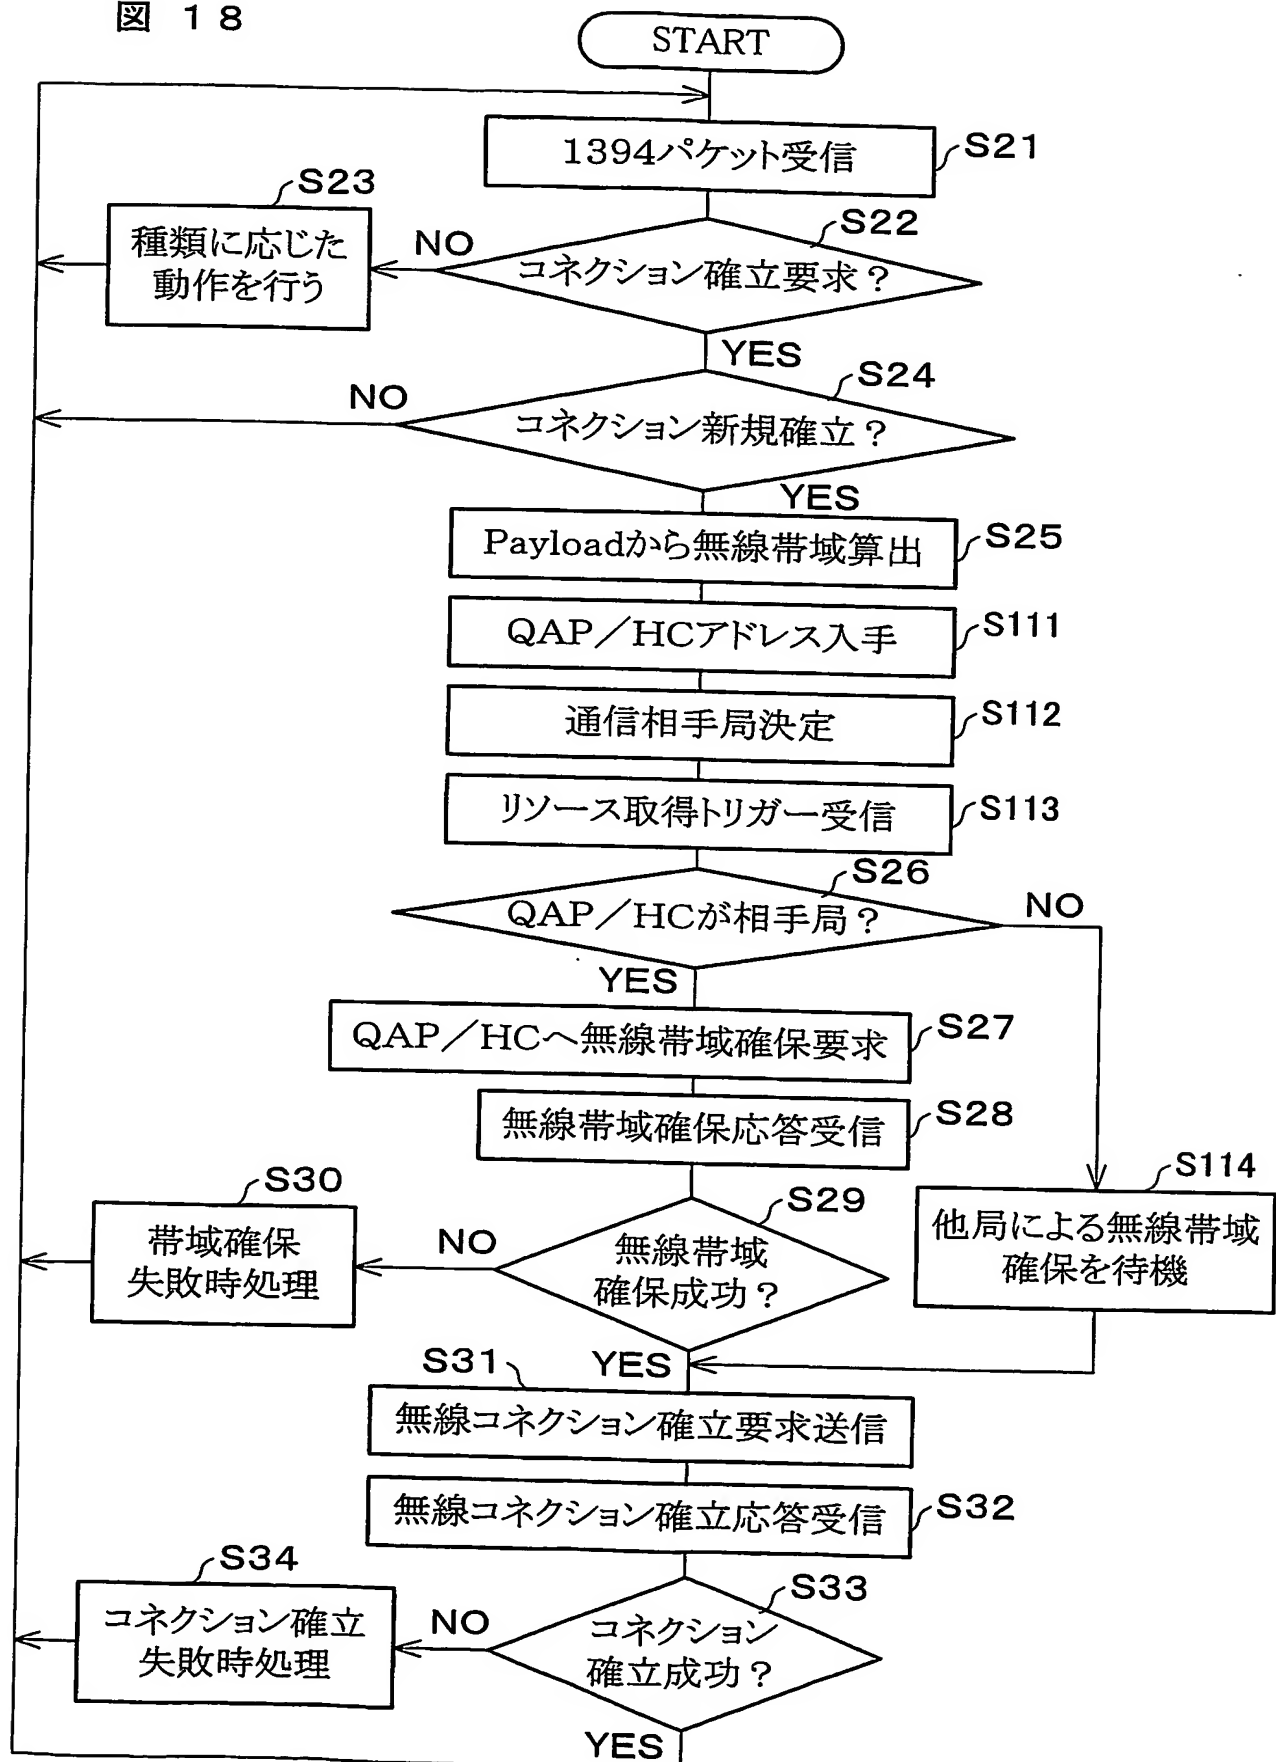 図 18
START
1394パケット受信
S21
S22
コネクション確立要求?
NO
S23
種類に応じた
動作を行う
YES
S24
コネクション新規確立?
NO
YES
Payloadから無線帯域算出
S25
QAP/HCアドレス入手
S111
通信相手局決定
S112
リソース取得トリガー受信
S113
S26
QAP/HCが相手局?
NO
YES
QAP/HCへ無線帯域確保要求
S27
無線帯域確保応答受信
S28
S114
他局による無線帯域
確保を待機
S29
無線帯域
確保成功?
NO
S30
帯域確保
失敗時処理
YES
S31
無線コネクション確立要求送信
無線コネクション確立応答受信
S32
S33
コネクション
確立成功?
NO
S34
コネクション確立
失敗時処理
YES